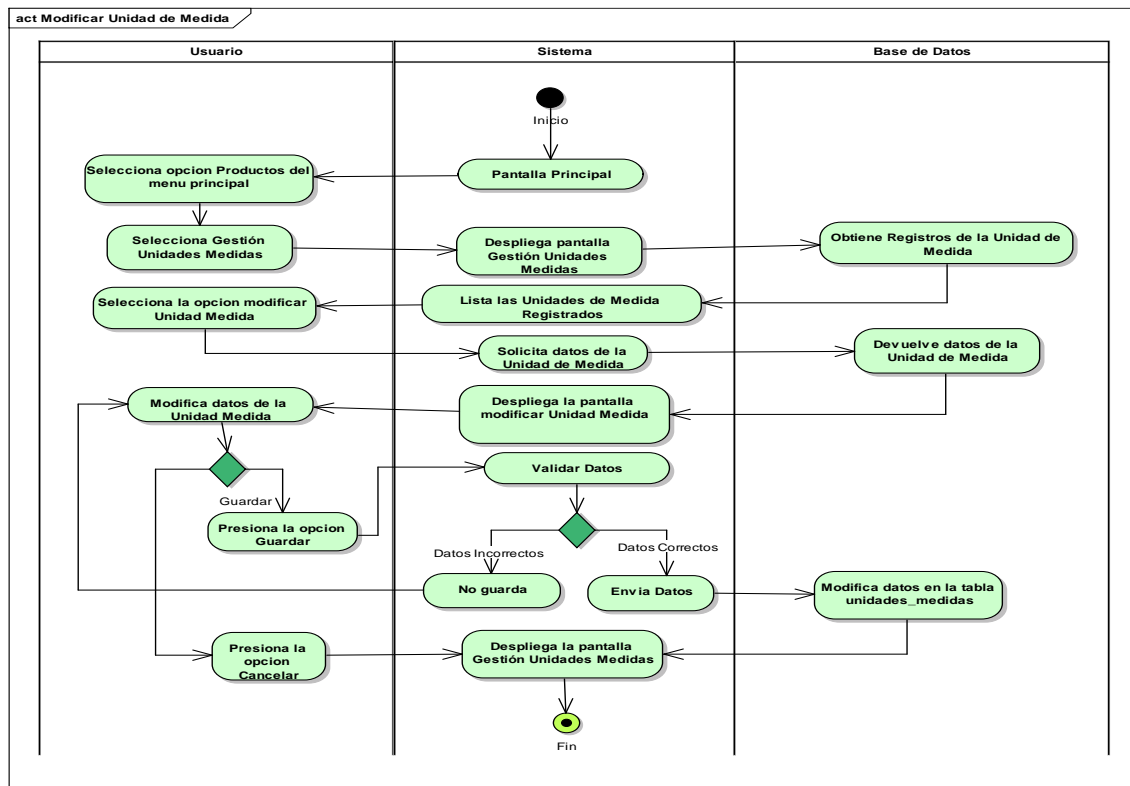 act Modificar Unidad de Medida
Usuario
Sistema
Base de Datos
Inicio
Pantalla Principal
Selecciona opcion Productos del
menu principal
Selecciona Gestión
Unidades Medidas
Despliega pantalla
Gestión Unidades
Medidas
Obtiene Registros de la Unidad de
Medida
Lista las Unidades de Medida
Registrados
Selecciona la opcion modificar
Unidad Medida
Solicita datos de la
Unidad de Medida
Devuelve datos de la
Unidad de Medida
Despliega la pantalla
modificar Unidad Medida
Modifica datos de la
Unidad Medida
Guardar
Presiona la opcion
Guardar
Validar Datos
Datos Incorrectos
Datos Correctos
No guarda
Envia Datos
Modifica datos en la tabla
unidades_medidas
Presiona la
opcion
Cancelar
Despliega la pantalla
Gestión Unidades Medidas
Fin